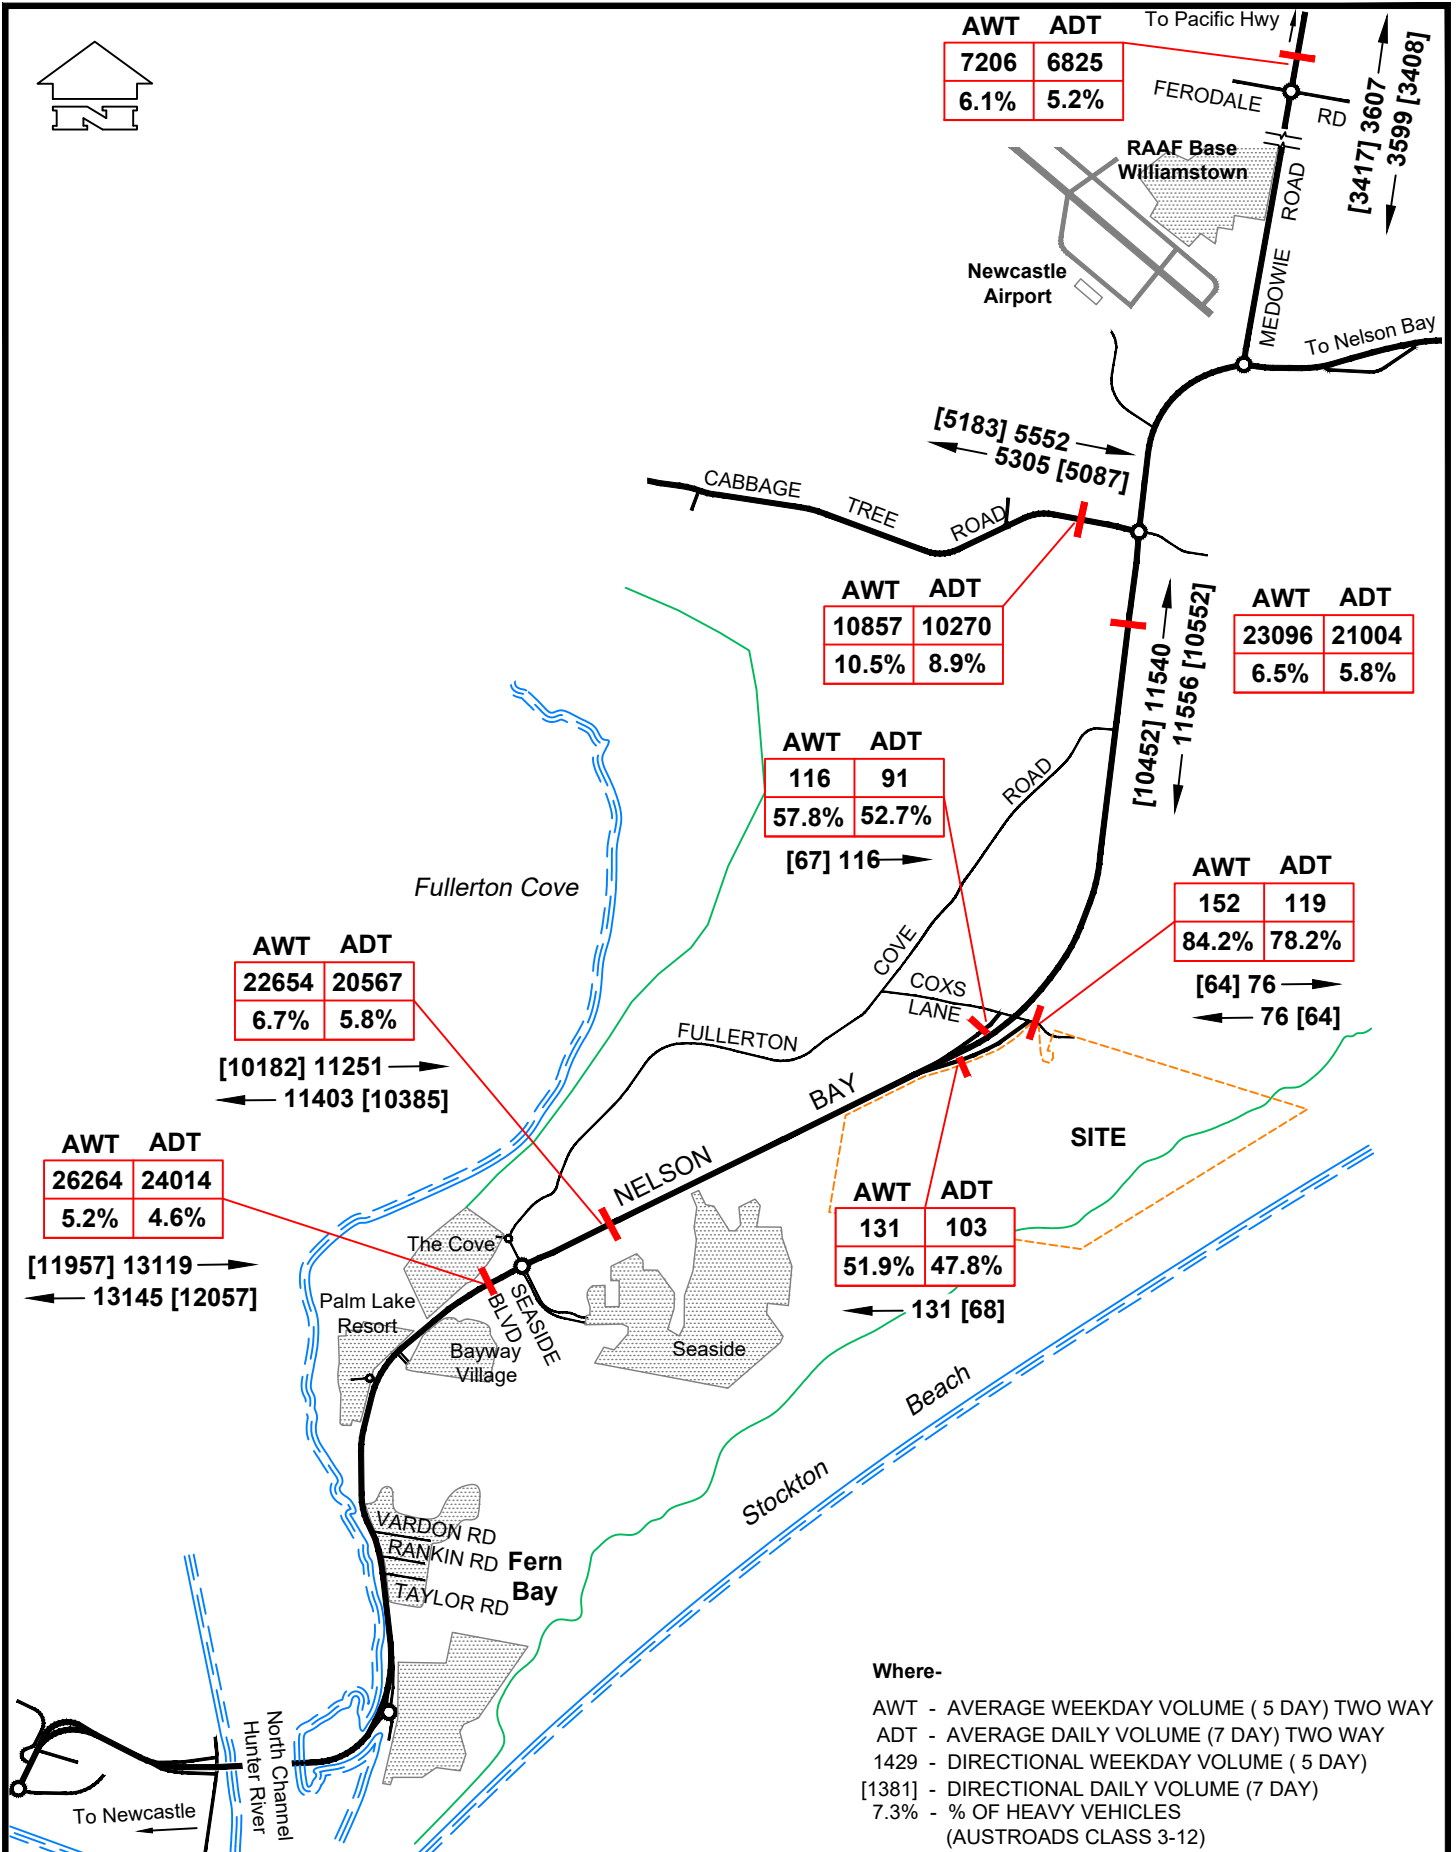 N
AWT ADT
7206 6825
6.1% 5.2%
To Pacific Hwy
FERODALE RD
[3417] 3607
3599 [3408]
RAAF Base
Williamstown
MEDOWIE ROAD
Newcastle
Airport
To Nelson Bay
[5183] 5552
5305 [5087]
CABBAGE TREE ROAD
AWT ADT
10857 10270
10.5% 8.9%
[10452] 11540
11556 [10552]
AWT ADT
23096 21004
6.5% 5.8%
AWT ADT
116 91
57.8% 52.7%
[67] 116
Fullerton Cove
FULLERTON COVE ROAD
COXS
LANE
AWT ADT
152 119
84.2% 78.2%
[64] 76
76 [64]
AWT ADT
22654 20567
6.7% 5.8%
[10182] 11251
11403 [10385]
NELSON BAY
SITE
AWT ADT
26264 24014
5.2% 4.6%
[11957] 13119
13145 [12057]
AWT ADT
131 103
51.9% 47.8%
131 [68]
The Cove
SEASIDE
BLVD
Palm Lake
Resort
Bayway
Village
Seaside
Stockton Beach
VARDON RD
RANKIN RD
TAYLOR RD
Fern
Bay
North Channel
Hunter River
To Newcastle
Where-
AWT - AVERAGE WEEKDAY VOLUME ( 5 DAY) TWO WAY
ADT - AVERAGE DAILY VOLUME (7 DAY) TWO WAY
1429 - DIRECTIONAL WEEKDAY VOLUME ( 5 DAY)
[1381] - DIRECTIONAL DAILY VOLUME (7 DAY)
7.3% - % OF HEAVY VEHICLES
(AUSTROADS CLASS 3-12)